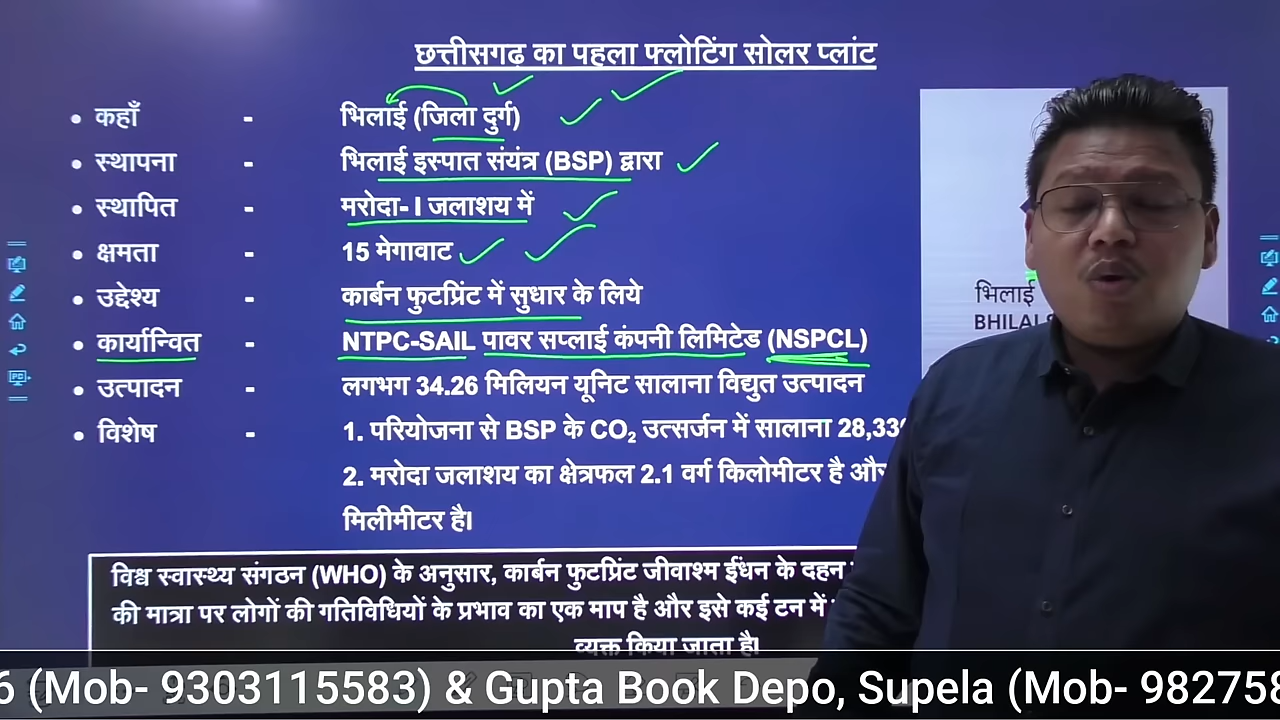 छत्तीसगढ़ का पहला फ्लोटिंग सोलर प्लांट
• कहाँ - भिलाई (जिला दुर्ग)
• स्थापना - भिलाई इस्पात संयंत्र (BSP) द्वारा
• स्थापित - मरोदा- I जलाशय में
• क्षमता - 15 मेगावाट
• उद्देश्य - कार्बन फुटप्रिंट में सुधार के लिये
भिलाई
BHILAI
• कार्यान्वित - NTPC-SAIL पावर सप्लाई कंपनी लिमिटेड (NSPCL)
• उत्पादन - लगभग 34.26 मिलियन यूनिट सालाना विद्युत उत्पादन
• विशेष - 1. परियोजना से BSP के CO₂ उत्सर्जन में सालाना 28,33
2. मरोदा जलाशय का क्षेत्रफल 2.1 वर्ग किलोमीटर है और
मिलीमीटर है।
विश्व स्वास्थ्य संगठन (WHO) के अनुसार, कार्बन फुटप्रिंट जीवाश्म ईंधन के दहन
की मात्रा पर लोगों की गतिविधियों के प्रभाव का एक माप है और इसे कई टन में
व्यक्त किया जाता है।
6 (Mob- 9303115583) & Gupta Book Depo, Supela (Mob- 982758